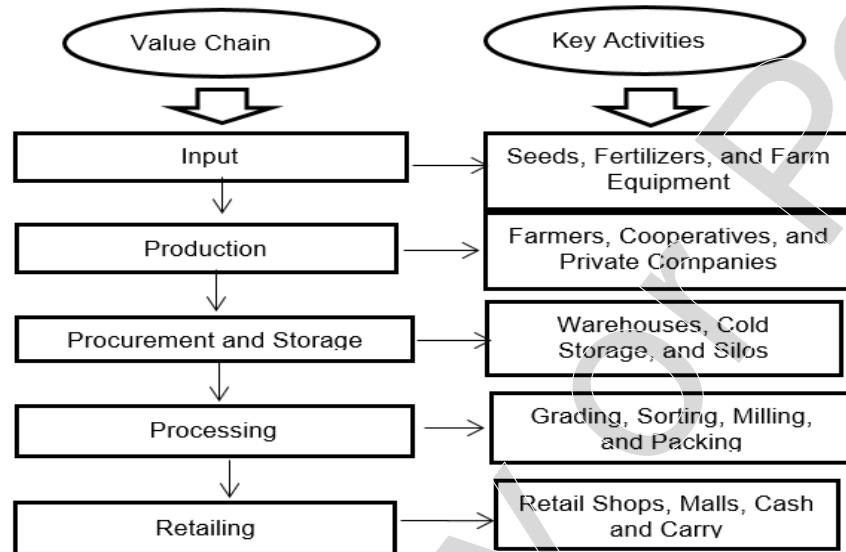 Value Chain
Key Activities
Input
Seeds, Fertilizers, and Farm
Equipment
Production
Farmers, Cooperatives, and
Private Companies
Procurement and Storage
Warehouses, Cold
Storage, and Silos
Processing
Grading, Sorting, Milling,
and Packing
Retailing
Retail Shops, Malls, Cash
and Carry